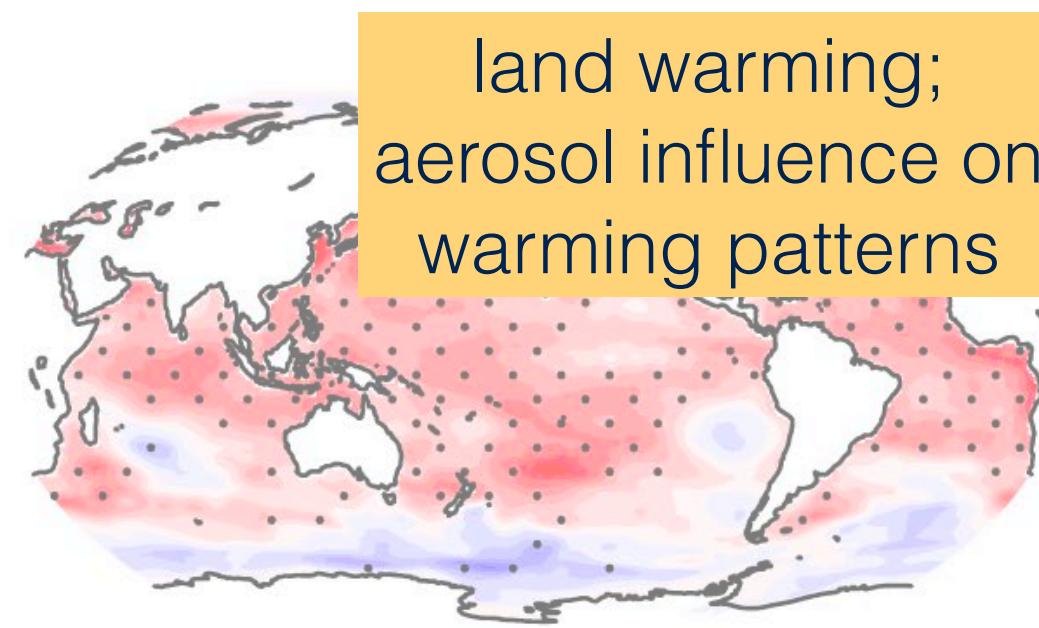 land warming;
aerosol influence on
warming patterns